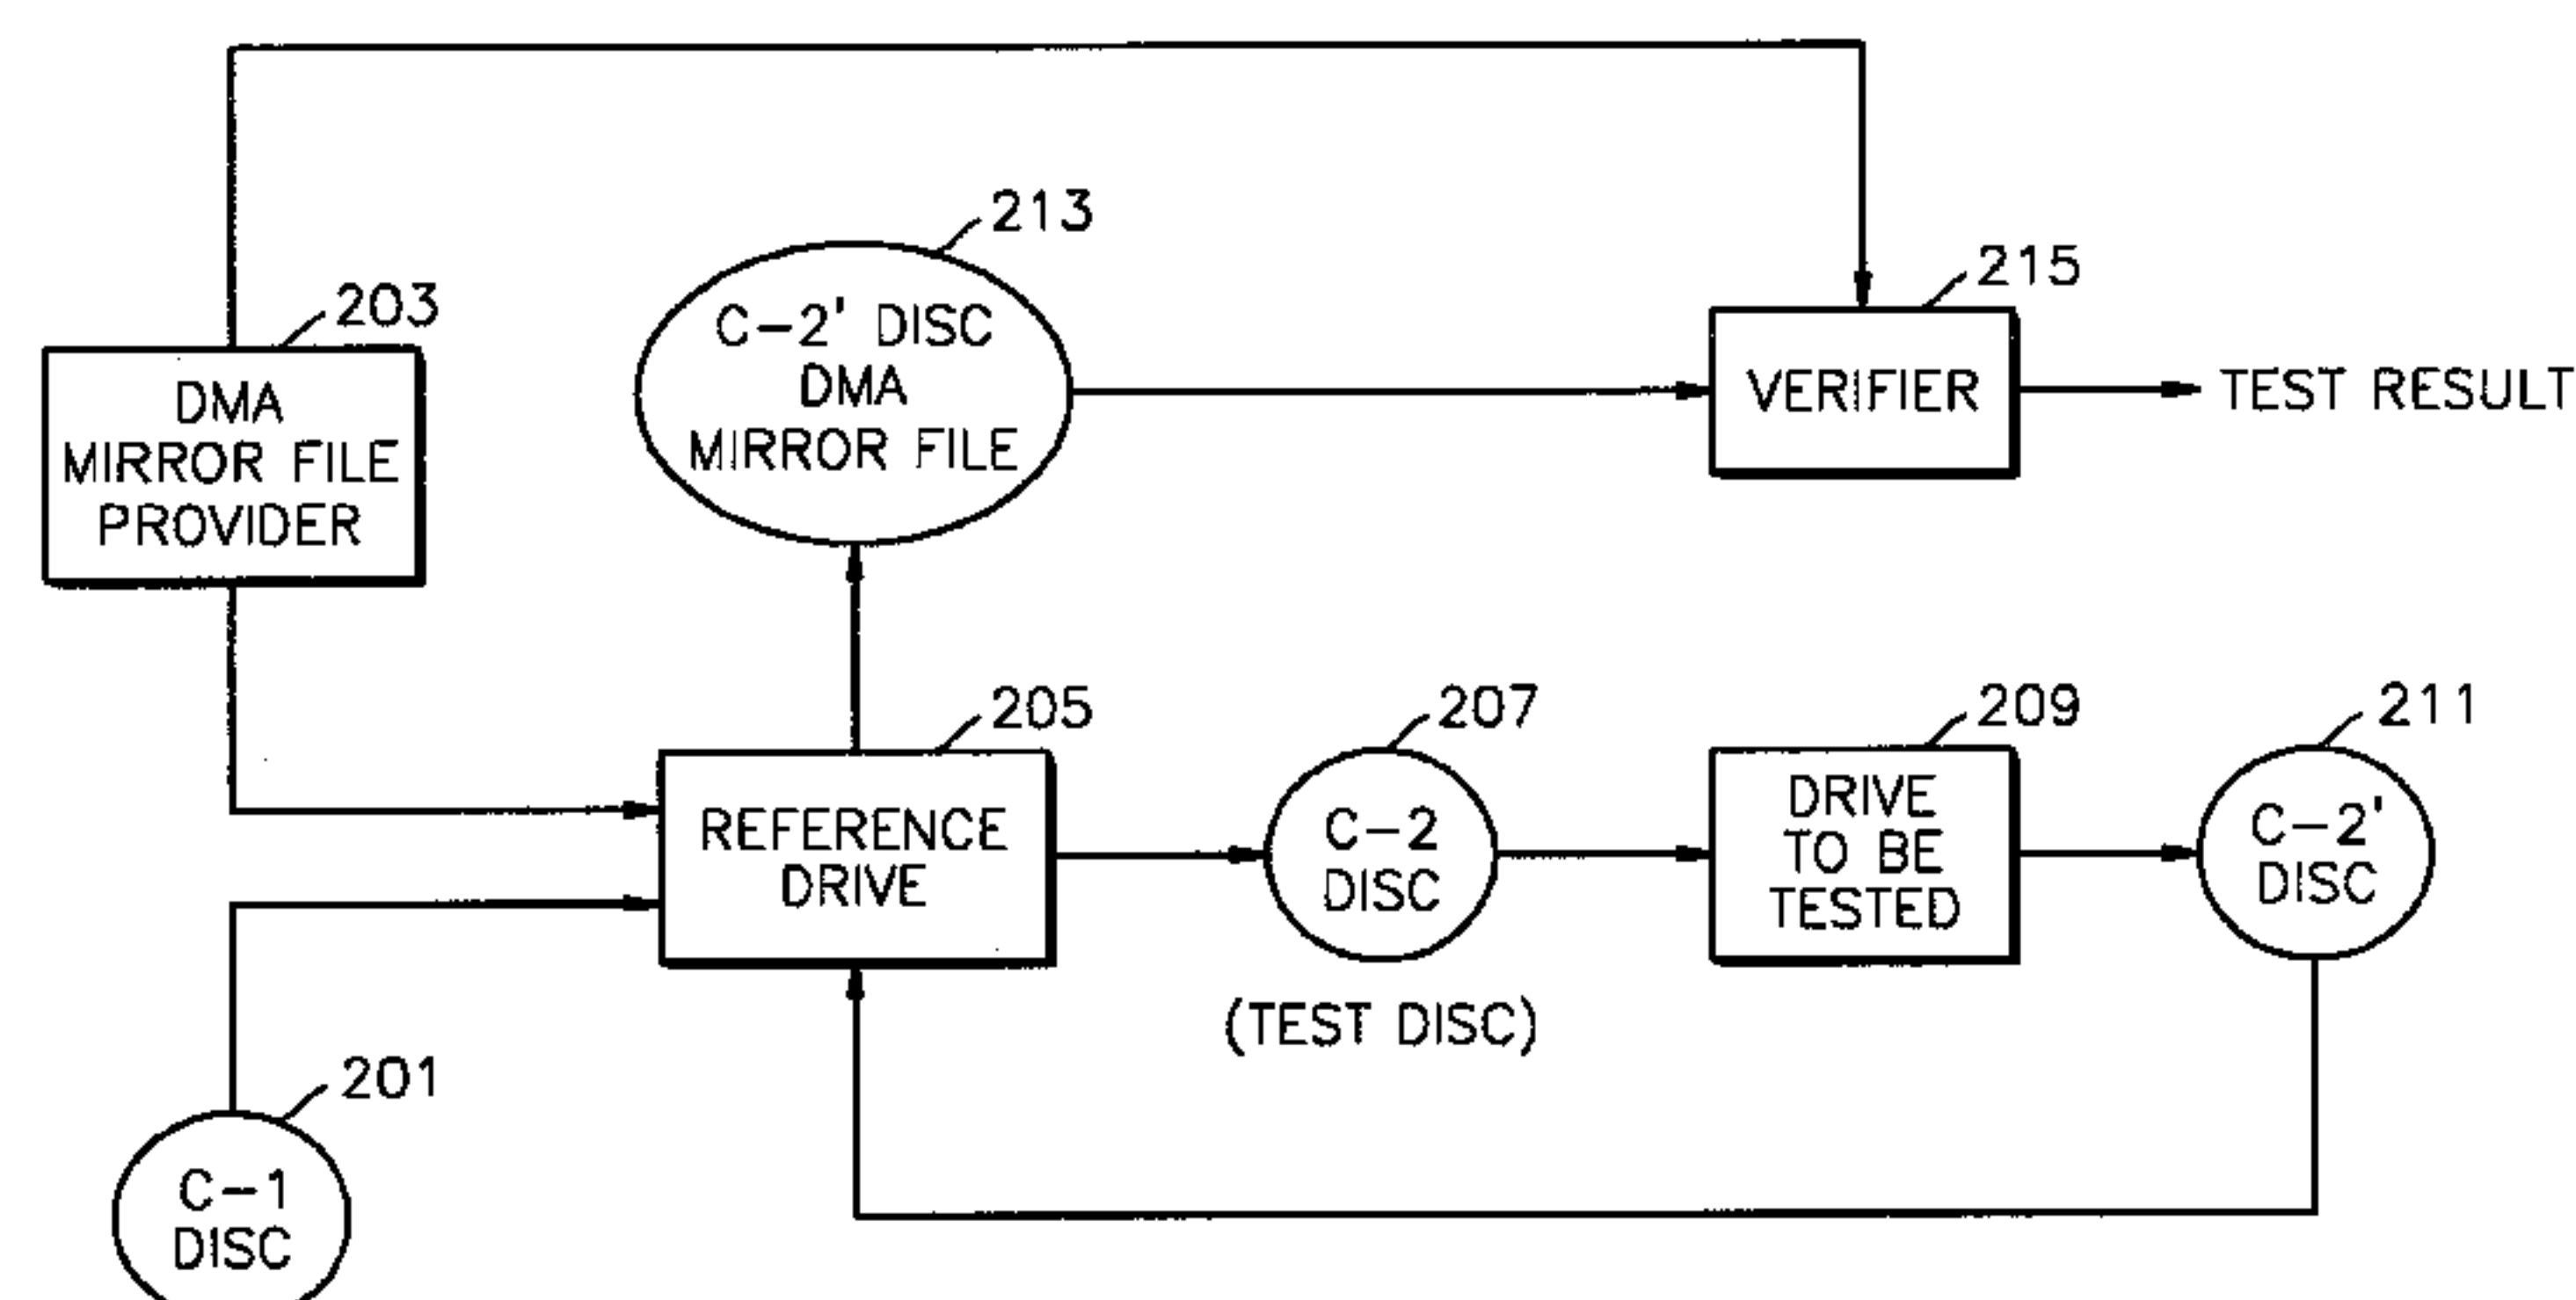 213
C-2' DISC
DMA
MIRROR FILE
215
VERIFIER
TEST RESULT
203
DMA
MIRROR FILE
PROVIDER
205
REFERENCE
DRIVE
207
C-2
DISC
(TEST DISC)
209
DRIVE
TO BE
TESTED
211
C-2'
DISC
201
C-1
DISC